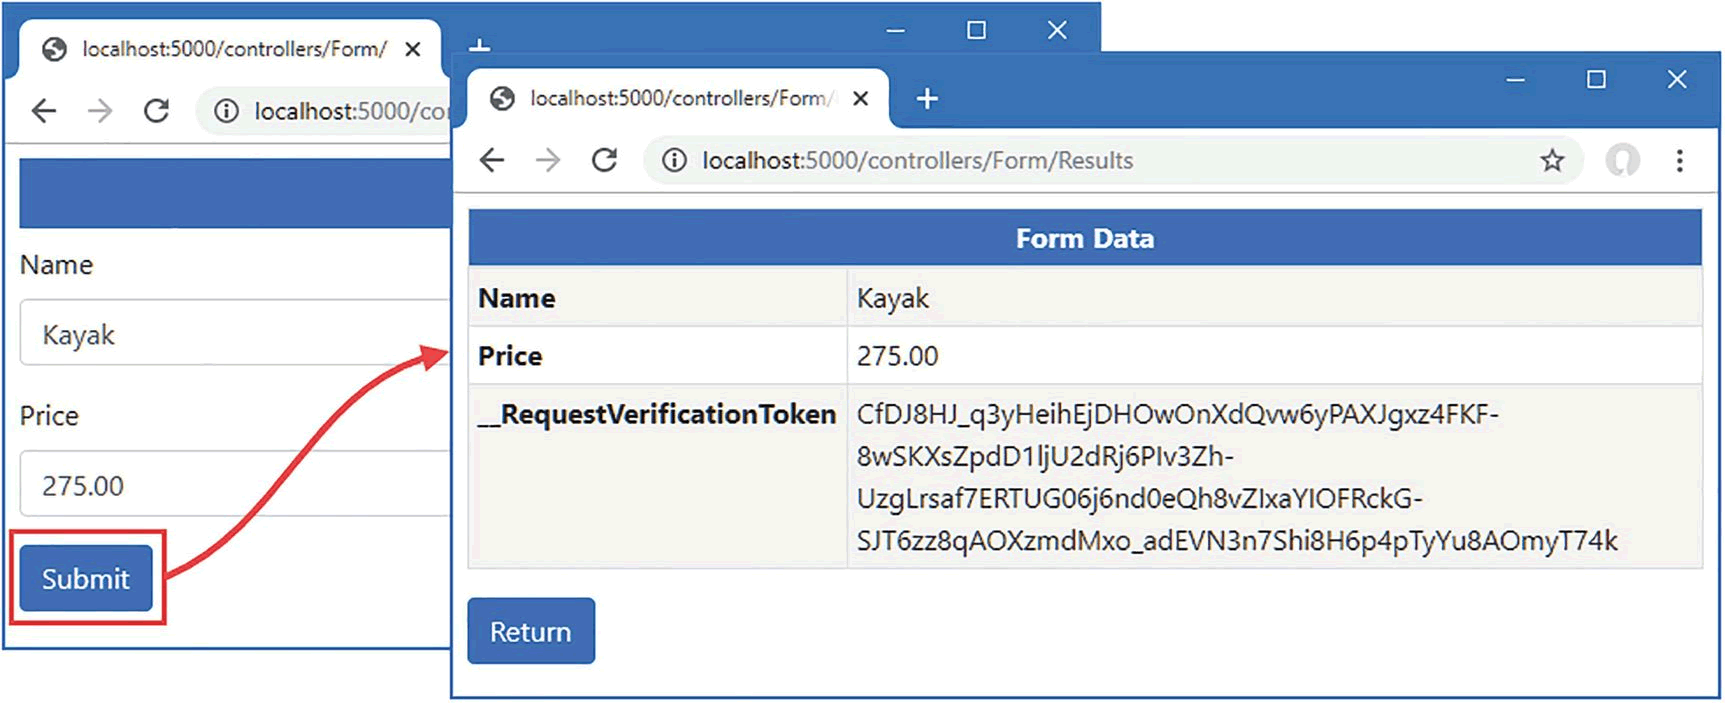 localhost:5000/controllers/Form/
localhost:5000/co
Name
Kayak
Price
275.00
Submit
localhost:5000/controllers/Form/
localhost:5000/controllers/Form/Results
Form Data
Name Kayak
Price 275.00
__RequestVerificationToken CfDJ8HJ_q3yHeihEjDHOwOnXdQvw6yPAXJgxz4FKF-
8wSKXsZpdD1ljU2dRj6PIv3Zh-
UzgLrsaf7ERTUG06j6nd0eQh8vZIxaYIOFRckG-
SJT6zz8qAOXzmdMxo_adEVN3n7Shi8H6p4pTyYu8AOmyT74k
Return